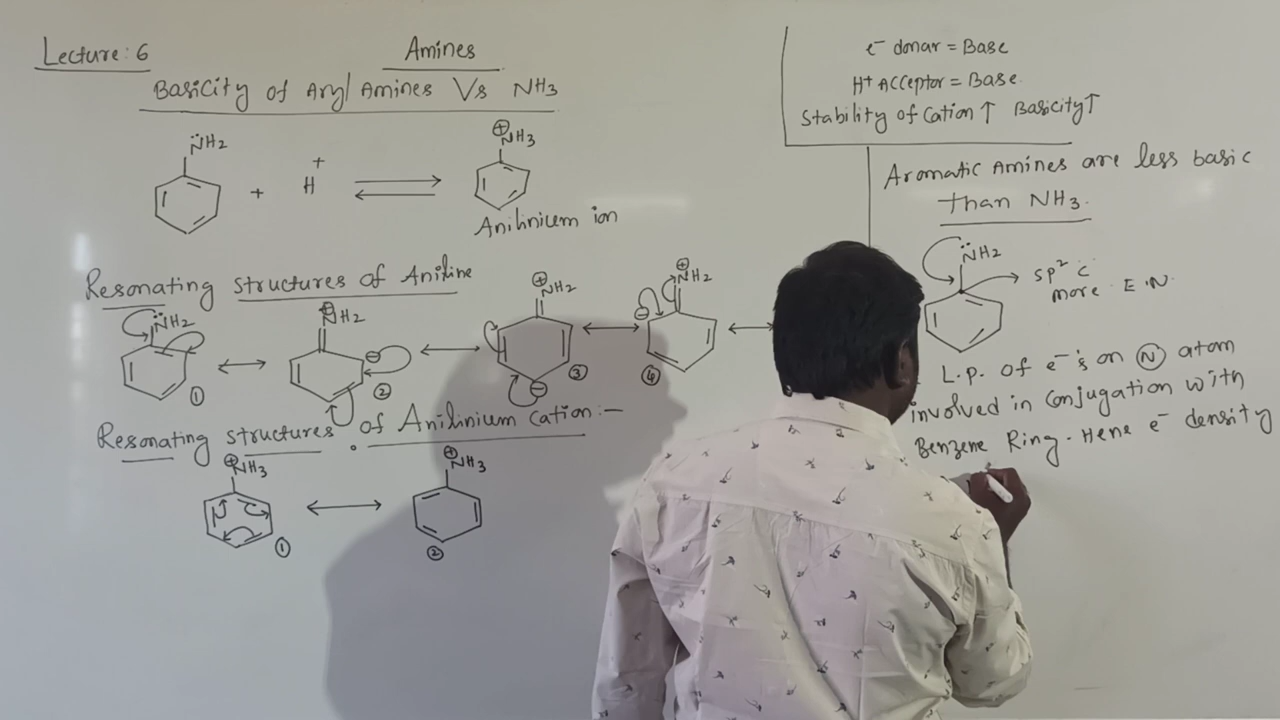 Lecture: 6
Amines
Basicity of Aryl Amines Vs NH3
N̈H2
+ H+
⊕
NH3
Anilinium ion
Resonating structures of Aniline
N̈H2
①
⊕
NH2
⊖
②
⊕
NH2
⊖
③
⊕
NH2
⊖
④
Resonating structures of Anilinium cation:-
⊕
NH3
①
⊕
NH3
②
e- donar = Base
H+ Acceptor = Base
Stability of Cation ↑ Basicity ↑
Aromatic Amines are less basic
than NH3.
N̈H2
sp2 C
more E.N.
L.p. of e-'s on Ⓝ atom
involved in conjugation with
Benzene Ring. Hene e- density